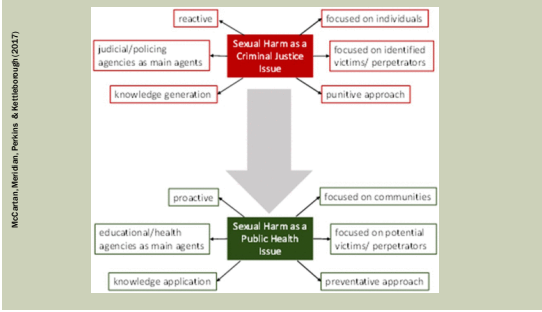 McCartan, Meridian, Perkins & Kettleborough (2017)
reactive
focused on individuals
Sexual Harm as a
Criminal Justice
Issue
judicial/policing
agencies as main agents
focused on identified
victims/ perpetrators
knowledge generation
punitive approach
proactive
focused on communities
Sexual Harm as a
Public Health
Issue
educational/health
agencies as main agents
focused on potential
victims/ perpetrators
knowledge application
preventative approach